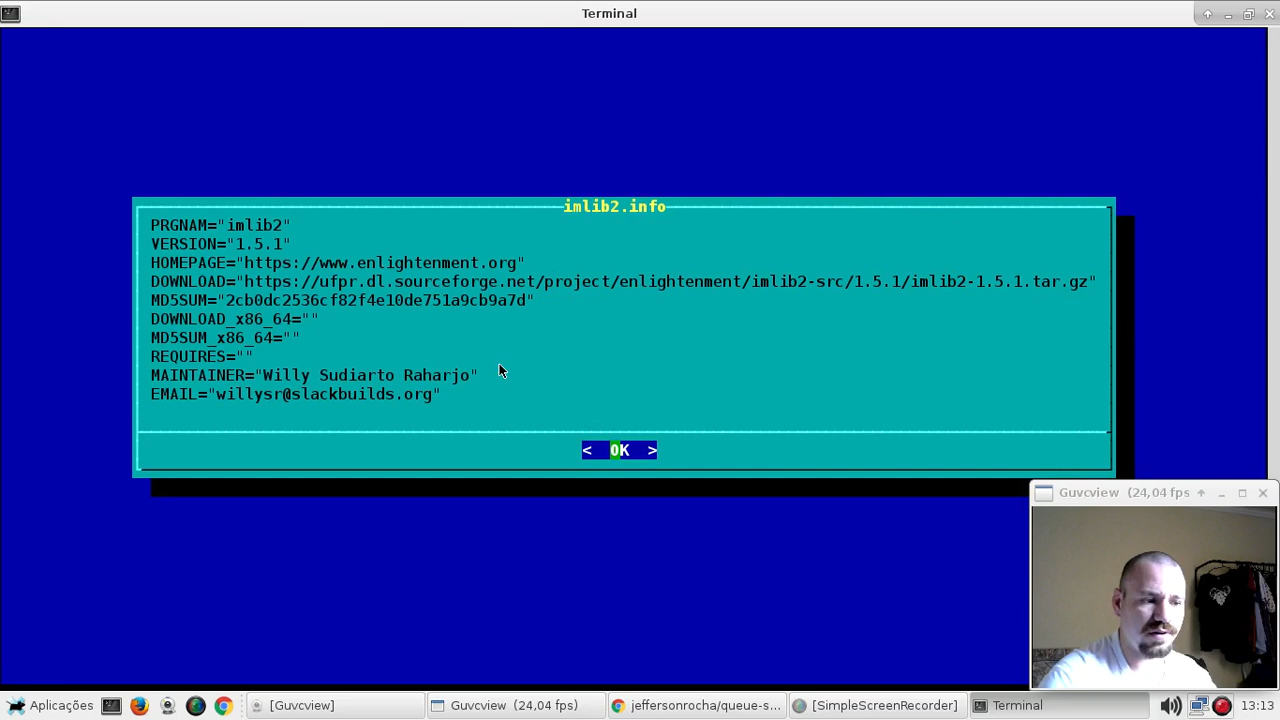 Terminal
imlib2.info
PRGNAM="imlib2"
VERSION="1.5.1"
HOMEPAGE="https://www.enlightenment.org"
DOWNLOAD="https://ufpr.dl.sourceforge.net/project/enlightenment/imlib2-src/1.5.1/imlib2-1.5.1.tar.gz"
MD5SUM="2cb0dc2536cf82f4e10de751a9cb9a7d"
DOWNLOAD_x86_64=""
MD5SUM_x86_64=""
REQUIRES=""
MAINTAINER="Willy Sudiarto Raharjo"
EMAIL="willysr@slackbuilds.org"
< OK >
Guvcview (24,04 fps
Aplicações
[Guvcview]
Guvcview (24,04 fps)
jeffersonrocha/queue-s...
[SimpleScreenRecorder]
Terminal
13:13